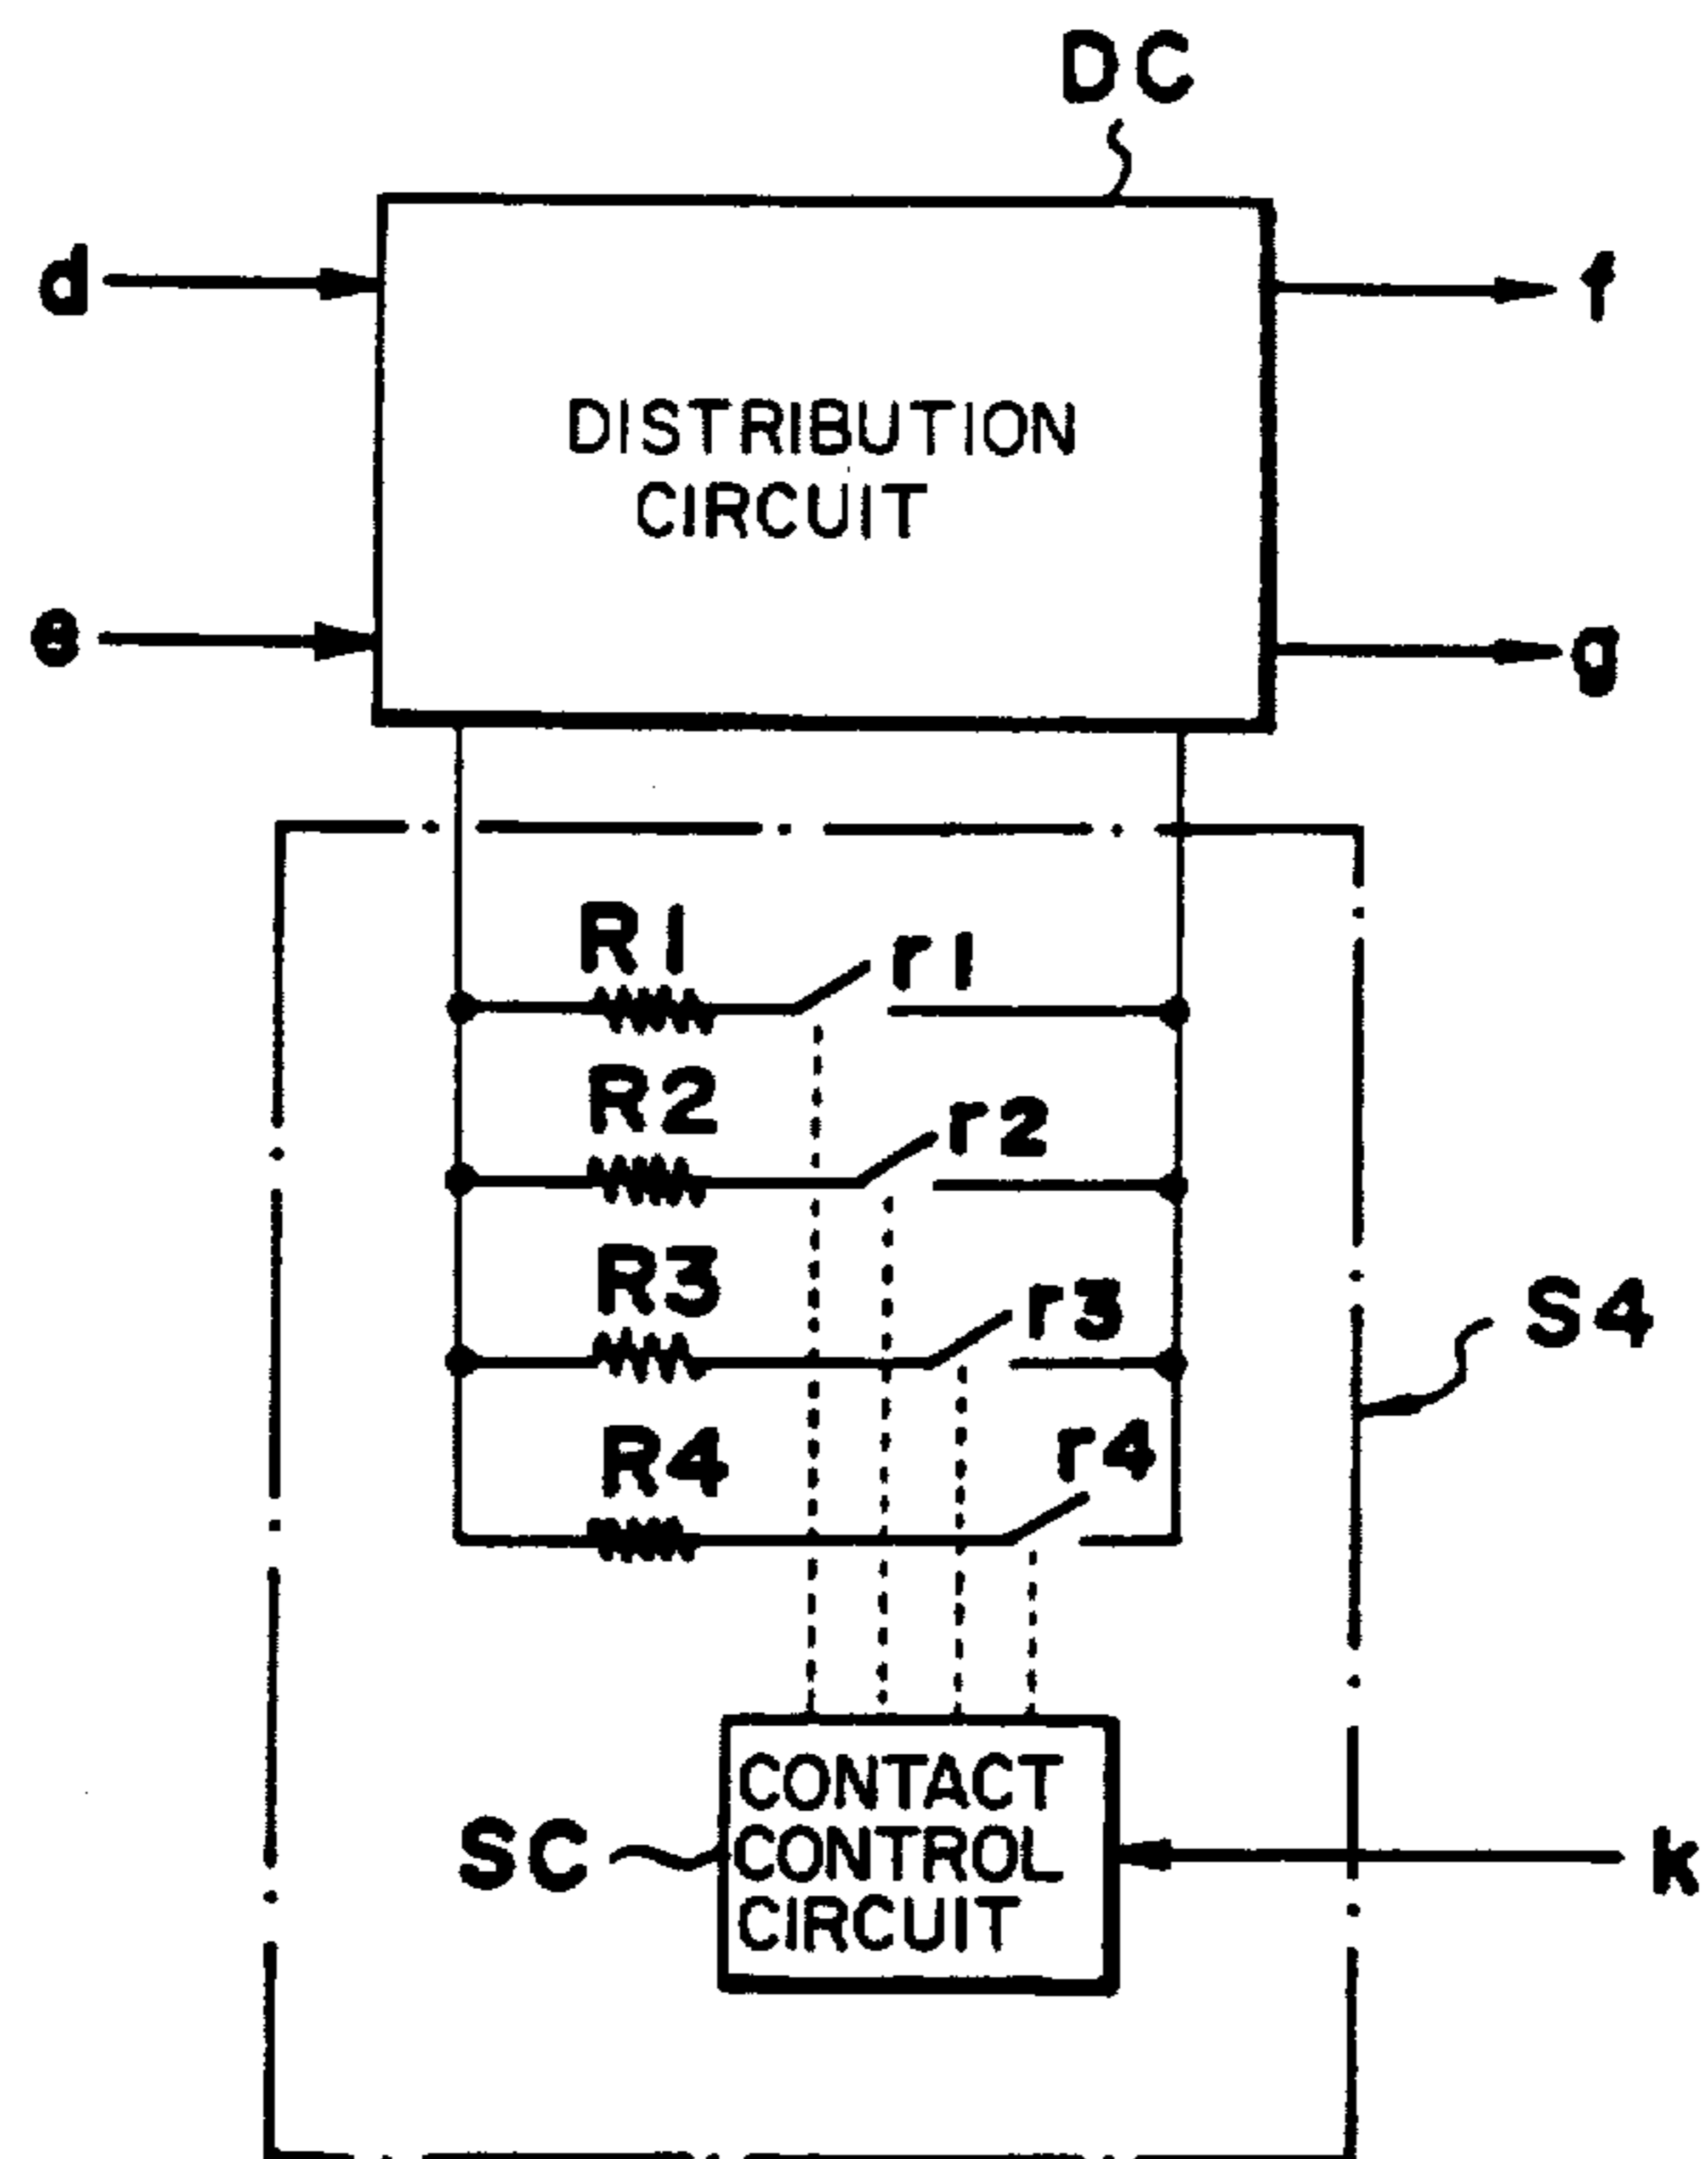 DC
d
f
DISTRIBUTION
CIRCUIT
e
g
R1
r1
R2
r2
R3
r3
S4
R4
r4
CONTACT
CONTROL
CIRCUIT
SC
k